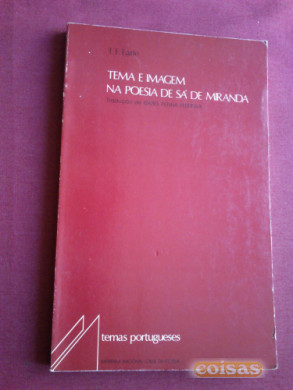 T. F. Earle
TEMA E IMAGEM
NA POESIA DE SÁ DE MIRANDA
temas portugueses
coisas